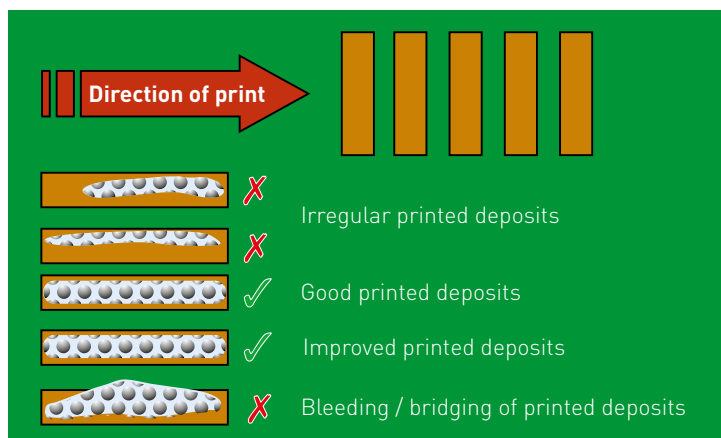 Direction of print
Irregular printed deposits
Good printed deposits
Improved printed deposits
Bleeding / bridging of printed deposits